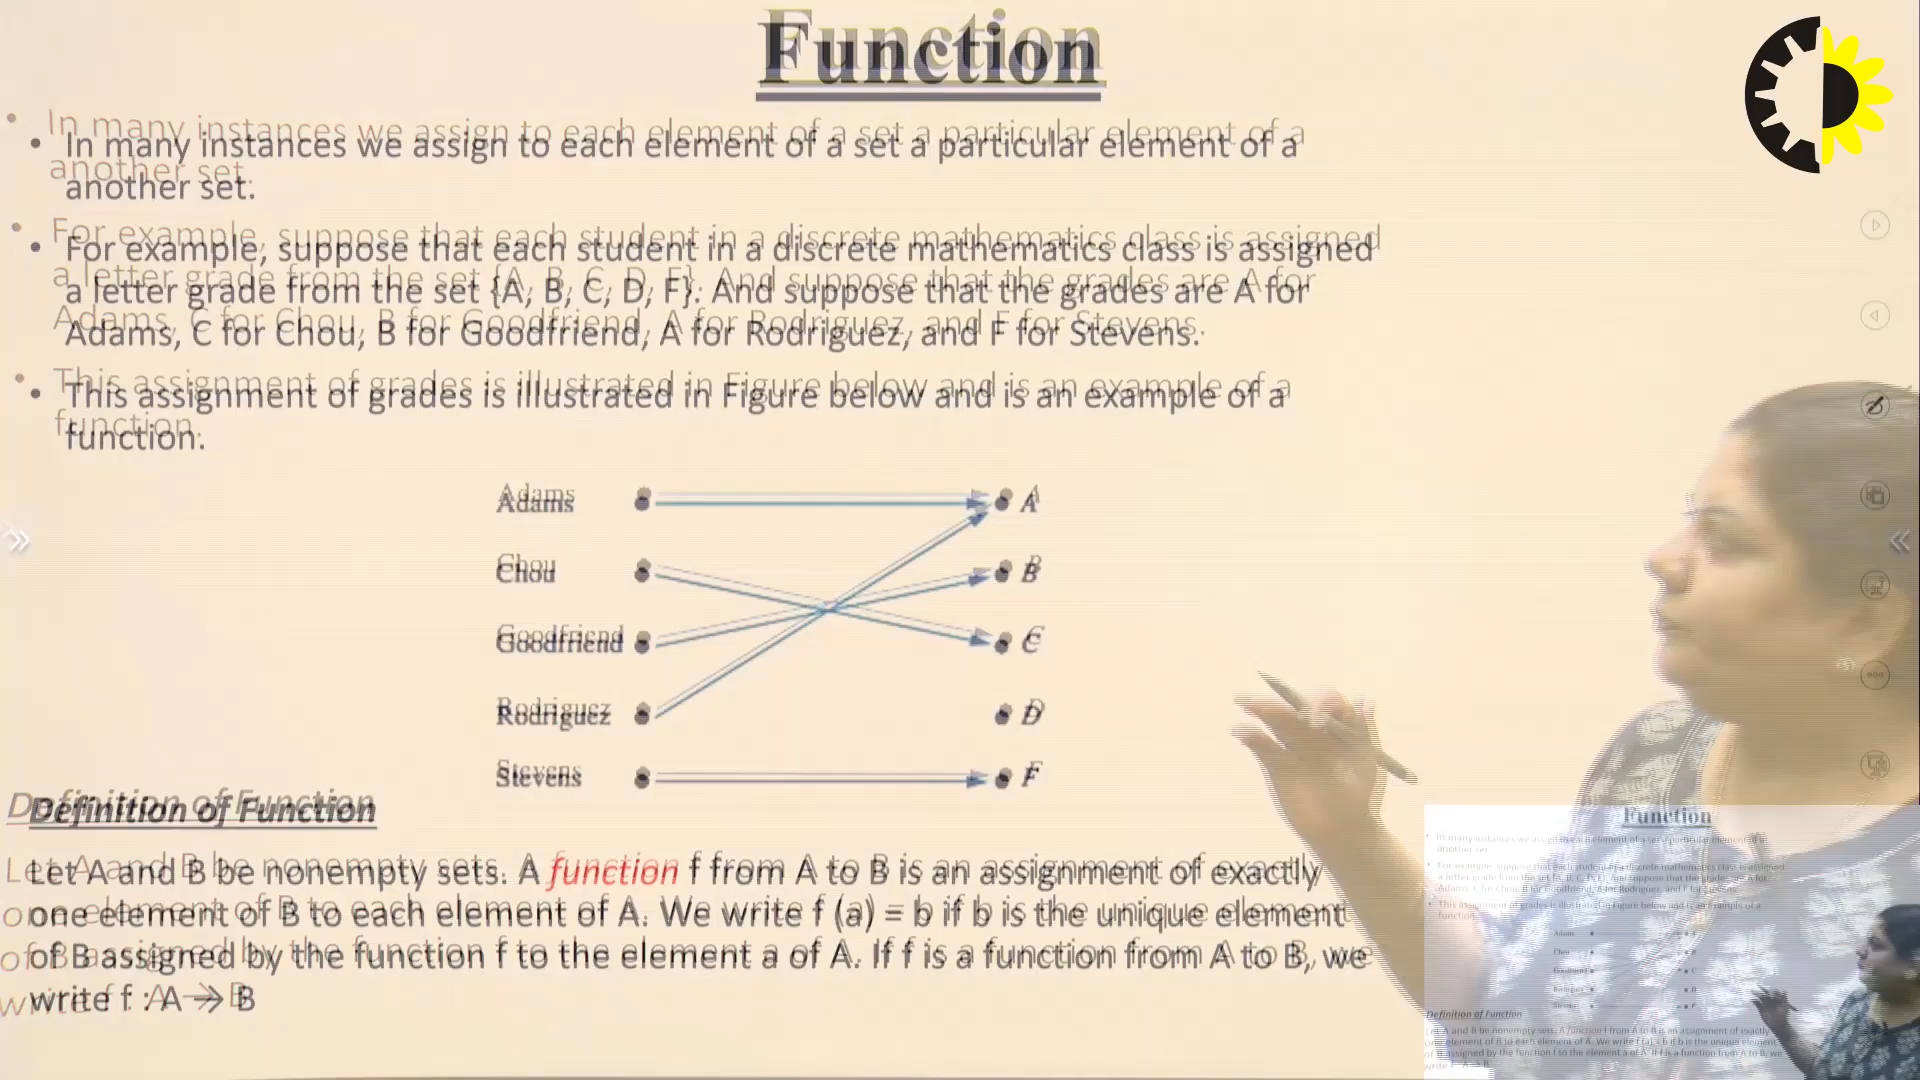 Function
• In many instances we assign to each element of a set a particular element of a
another set.
• For example, suppose that each student in a discrete mathematics class is assigned
a letter grade from the set {A, B, C, D, F}. And suppose that the grades are A for
Adams, C for Chou, B for Goodfriend, A for Rodriguez, and F for Stevens.
• This assignment of grades is illustrated in Figure below and is an example of a
function.
Adams A
Chou B
Goodfriend C
Rodriguez D
Stevens F
Definition of Function
Let A and B be nonempty sets. A function f from A to B is an assignment of exactly
one element of B to each element of A. We write f (a) = b if b is the unique element
of B assigned by the function f to the element a of A. If f is a function from A to B, we
write f : A → B
Function
Definition of Function